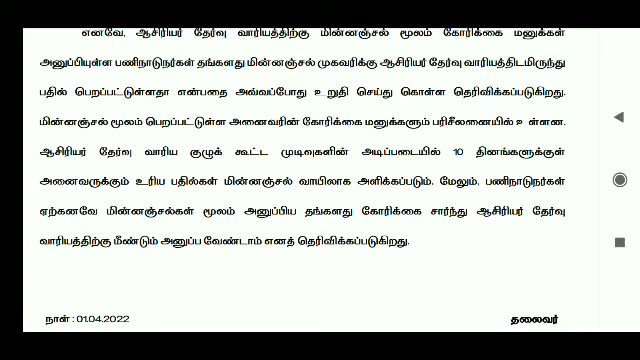 எனவே, ஆசிரியர் தேர்வு வாரியத்திற்கு மின்னஞ்சல் மூலம் கோரிக்கை மனுக்கள்
அனுப்பியுள்ள பணிநாடுநர்கள் தங்களது மின்னஞ்சல் முகவரிக்கு ஆசிரியர் தேர்வு வாரியத்திடமிருந்து
பதில் பெறப்பட்டுள்ளதா என்பதை அவ்வப்போது உறுதி செய்து கொள்ள தெரிவிக்கப்படுகிறது.
மின்னஞ்சல் மூலம் பெறப்பட்டுள்ள அனைவரின் கோரிக்கை மனுக்களும் பரிசீலனையில் உள்ளன.
ஆசிரியர் தேர்வு வாரிய குழுக் கூட்ட முடிவுகளின் அடிப்படையில் 10 தினங்களுக்குள்
அனைவருக்கும் உரிய பதில்கள் மின்னஞ்சல் வாயிலாக அளிக்கப்படும். மேலும், பணிநாடுநர்கள்
ஏற்கனவே மின்னஞ்சல்கள் மூலம் அனுப்பிய தங்களது கோரிக்கை சார்ந்து ஆசிரியர் தேர்வு
வாரியத்திற்கு மீண்டும் அனுப்ப வேண்டாம் எனத் தெரிவிக்கப்படுகிறது.
நாள் : 01.04.2022 தலைவர்